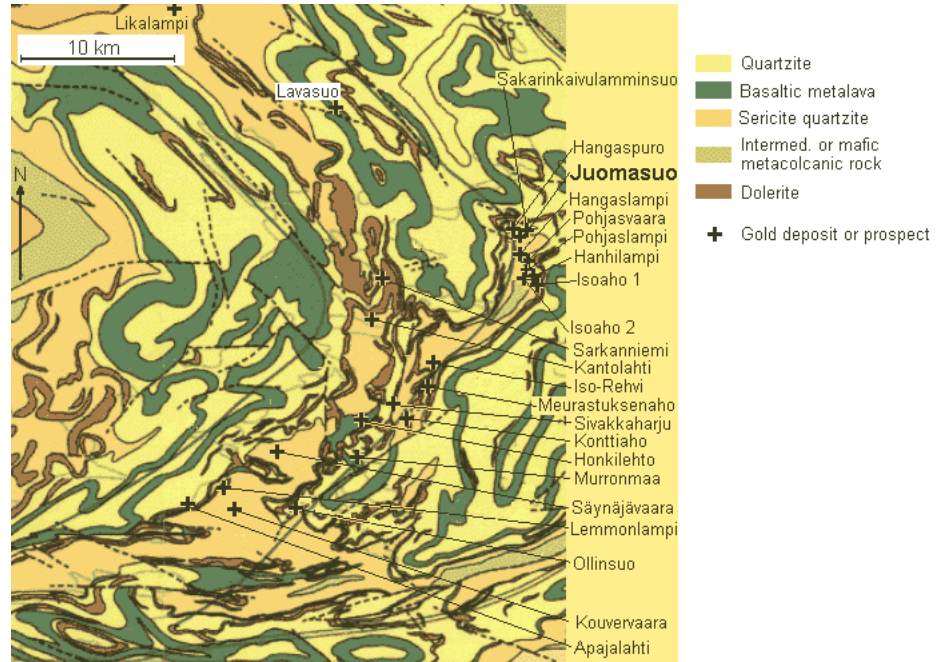 Likalampi
10 km
Lavasuo
N
Sakarinkaivulamminsuo
Hangaspuro
Juomasuo
Hangaslampi
Pohjasvaara
Pohjaslampi
Hanhilampi
Isoaho 1
Isoaho 2
Sarkanniemi
Kantolahti
Iso-Rehvi
Meurastuksenaho
Sivakkaharju
Konttiaho
Honkilehto
Murronmaa
Säynäjävaara
Lemmonlampi
Ollinsuo
Kouvervaara
Apajalahti
Quartzite
Basaltic metalava
Sericite quartzite
Intermed. or mafic
metacolcanic rock
Dolerite
Gold deposit or prospect